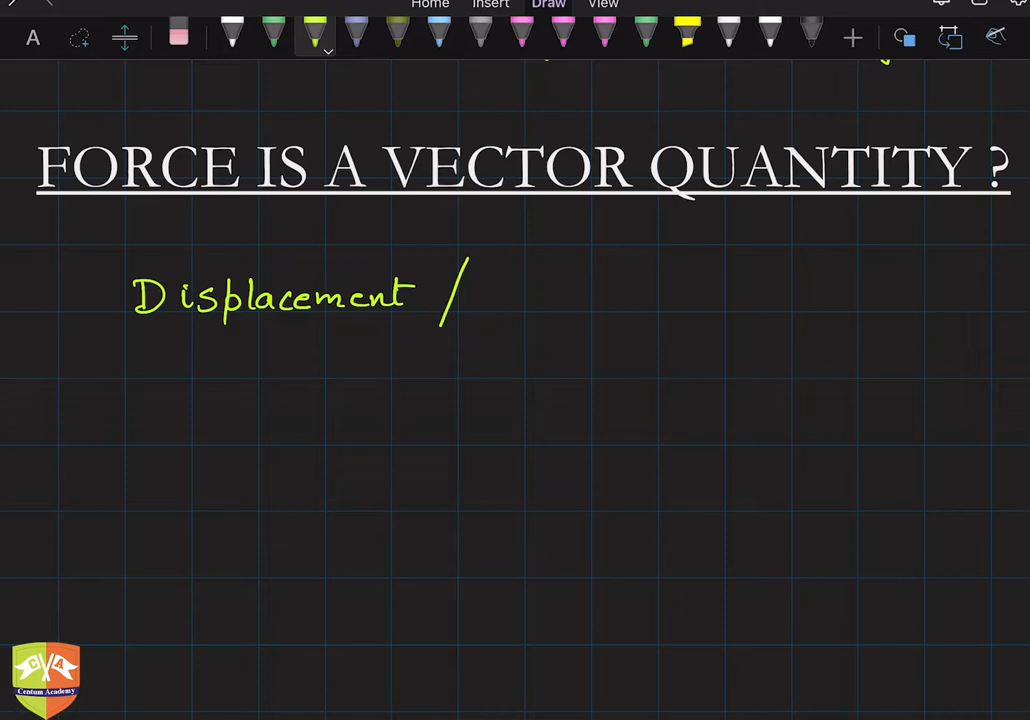 Home Insert Draw View
A
FORCE IS A VECTOR QUANTITY ?
Displacement /
C A
Centum Academy